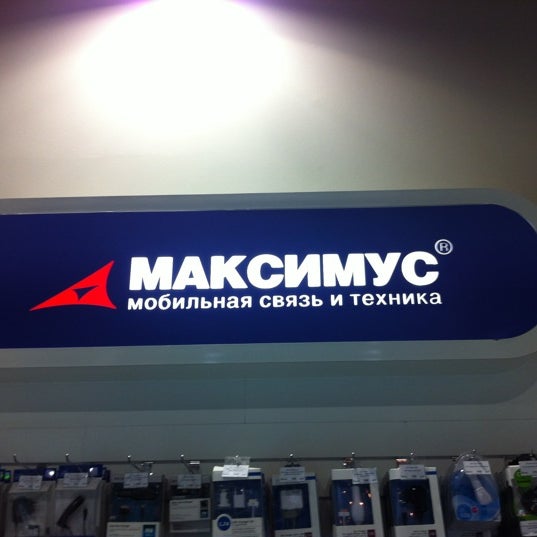 МАКСИМУС®
мобильная связь и техника